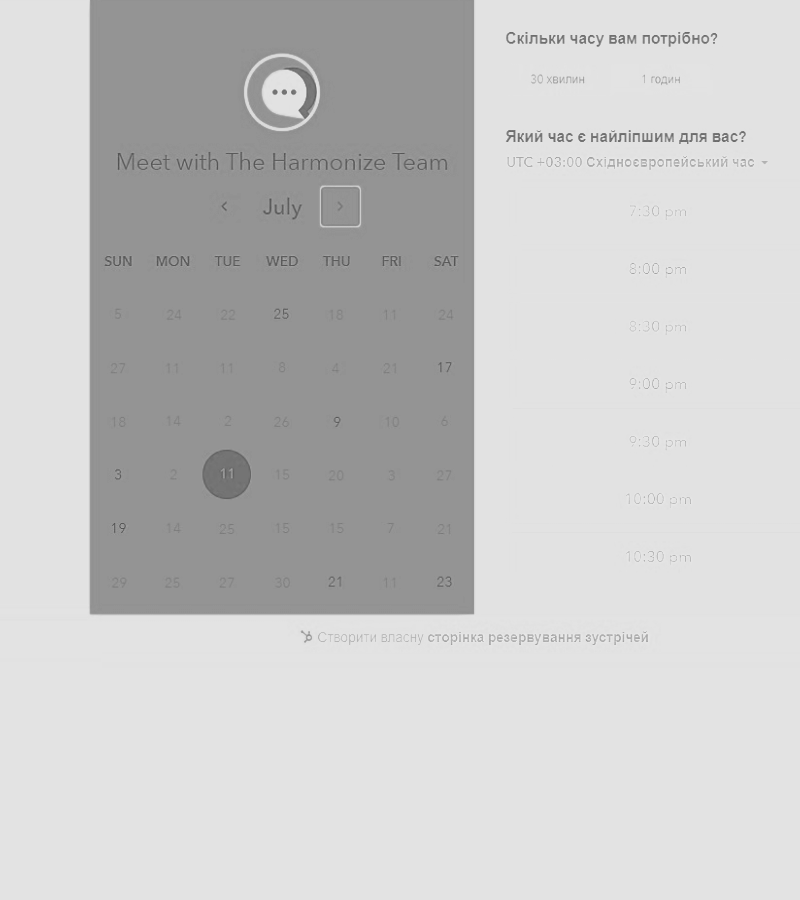 Meet with The Harmonize Team
July
SUN MON TUE WED THU FRI SAT
5 24 22 25 18 11 24
27 11 11 8 4 21 17
18 14 2 26 9 10 6
3 2 11 15 20 3 27
19 14 25 15 15 7 21
29 25 27 30 21 11 23
Скільки часу вам потрібно?
30 хвилин 1 годин
Який час є найліпшим для вас?
UTC +03:00 Східноєвропейський час
7:30 pm
8:00 pm
8:30 pm
9:00 pm
9:30 pm
10:00 pm
10:30 pm
Створити власну сторінка резервування зустрічей